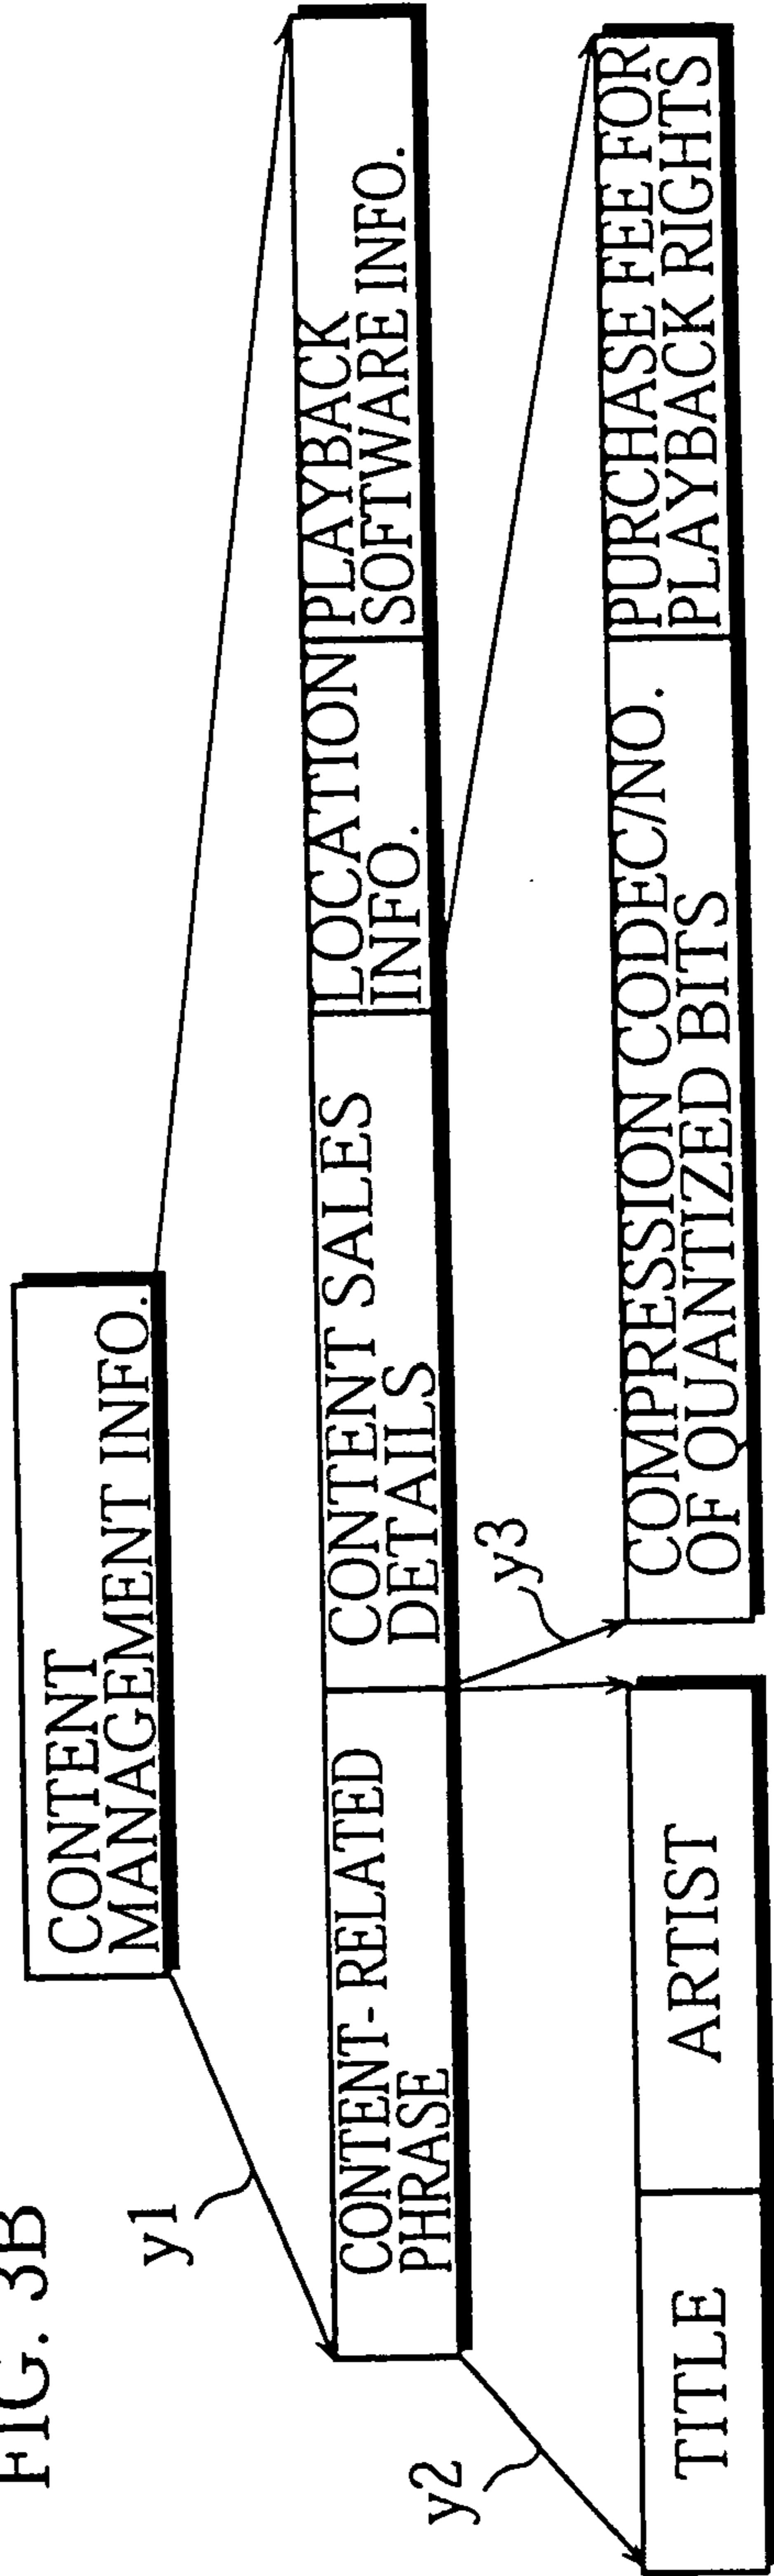 FIG. 3B
CONTENT
MANAGEMENT INFO.
y1
CONTENT-RELATED
PHRASE
CONTENT SALES
DETAILS
LOCATION
INFO.
PLAYBACK
SOFTWARE INFO.
y2
y3
TITLE
ARTIST
COMPRESSION CODEC/NO.
OF QUANTIZED BITS
PURCHASE FEE FOR
PLAYBACK RIGHTS